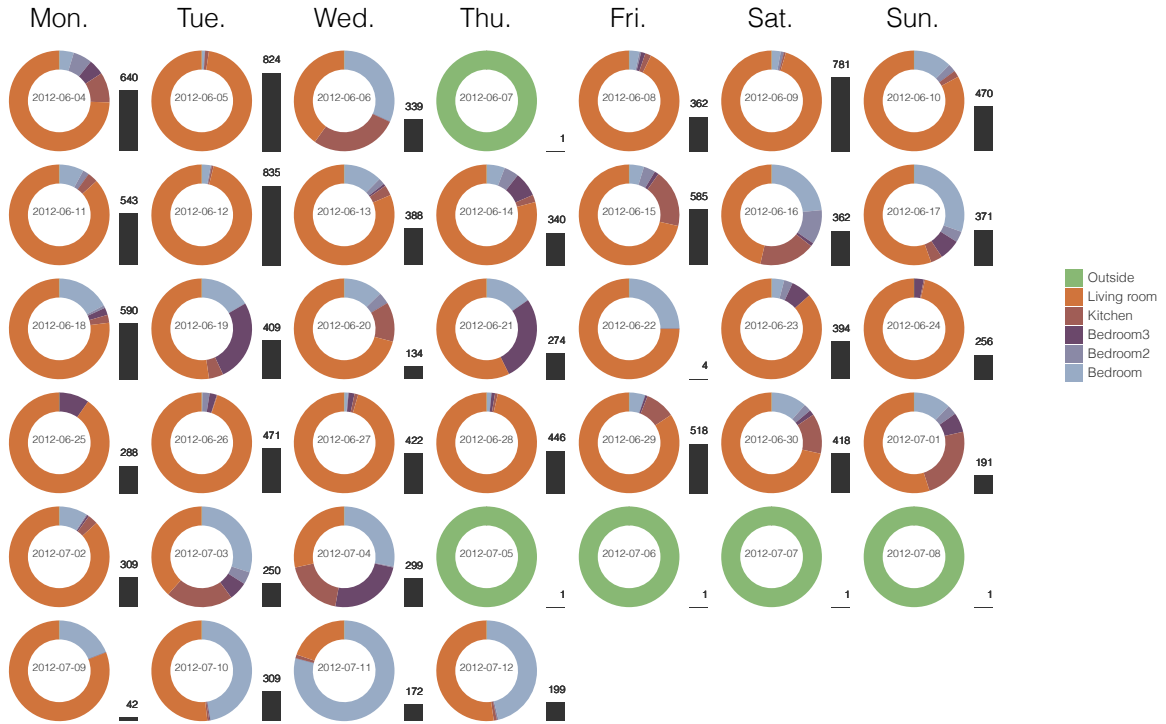 Mon. Tue. Wed. Thu. Fri. Sat. Sun.
2012-06-04 640 2012-06-05 824 2012-06-06 339 2012-06-07 1 2012-06-08 362 2012-06-09 781 2012-06-10 470
2012-06-11 543 2012-06-12 835 2012-06-13 388 2012-06-14 340 2012-06-15 585 2012-06-16 362 2012-06-17 371
2012-06-18 590 2012-06-19 409 2012-06-20 134 2012-06-21 274 2012-06-22 4 2012-06-23 394 2012-06-24 256
2012-06-25 288 2012-06-26 471 2012-06-27 422 2012-06-28 446 2012-06-29 518 2012-06-30 418 2012-07-01 191
2012-07-02 309 2012-07-03 250 2012-07-04 299 2012-07-05 1 2012-07-06 1 2012-07-07 1 2012-07-08 1
2012-07-09 42 2012-07-10 309 2012-07-11 172 2012-07-12 199
Outside
Living room
Kitchen
Bedroom3
Bedroom2
Bedroom